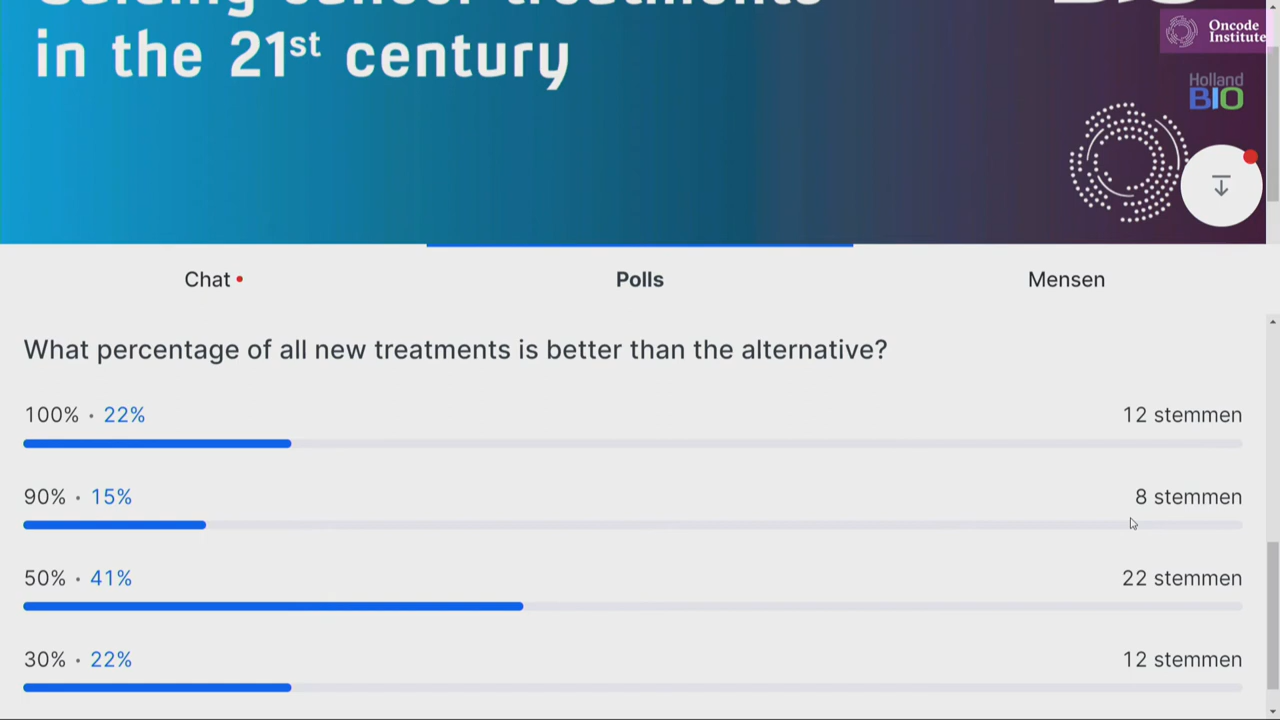 in the 21st century
Oncode
Institute
Holland
BIO
Chat
Polls
Mensen
What percentage of all new treatments is better than the alternative?
100% · 22%
12 stemmen
90% · 15%
8 stemmen
50% · 41%
22 stemmen
30% · 22%
12 stemmen